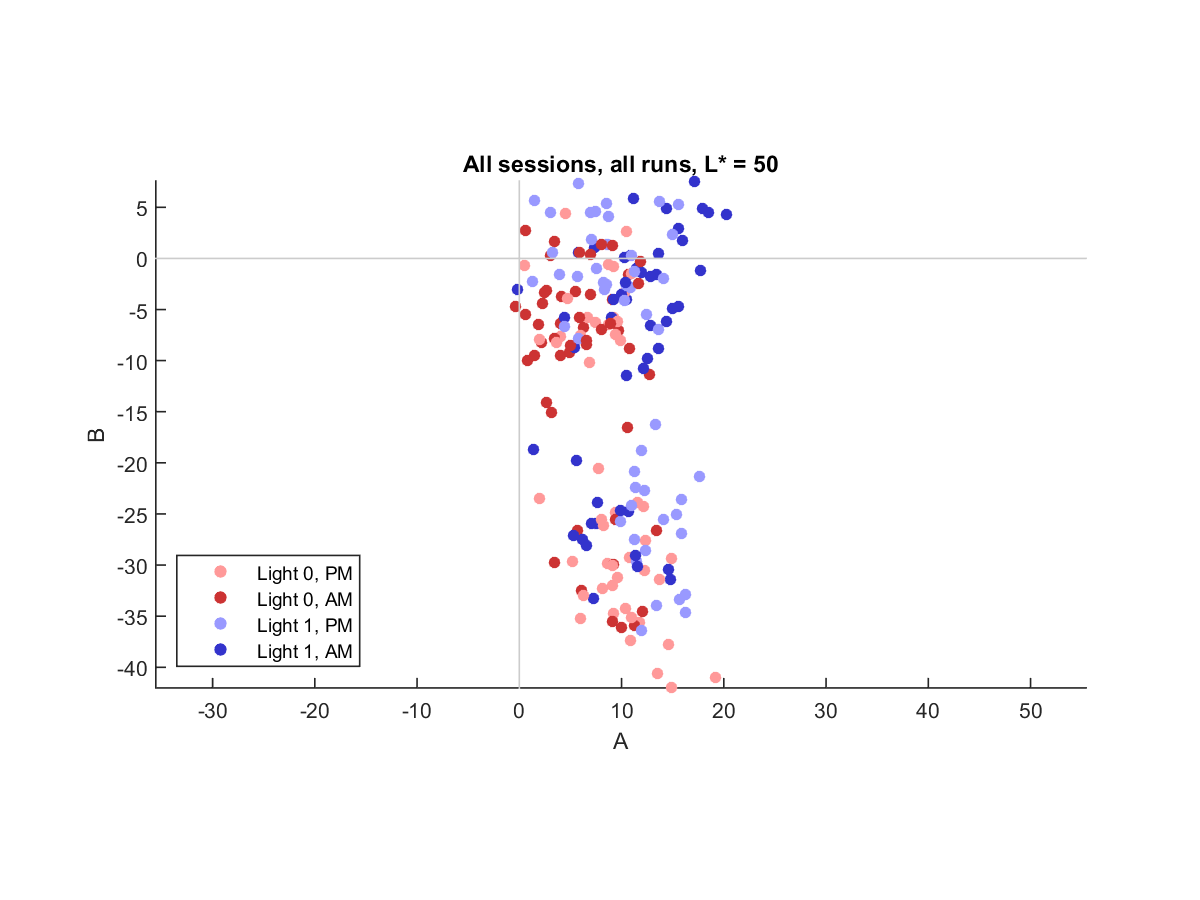 All sessions, all runs, L* = 50
5
0
-5
-10
-15
-20
-25
-30
-35
-40
B
Light 0, PM
Light 0, AM
Light 1, PM
Light 1, AM
-30 -20 -10 0 10 20 30 40 50
A